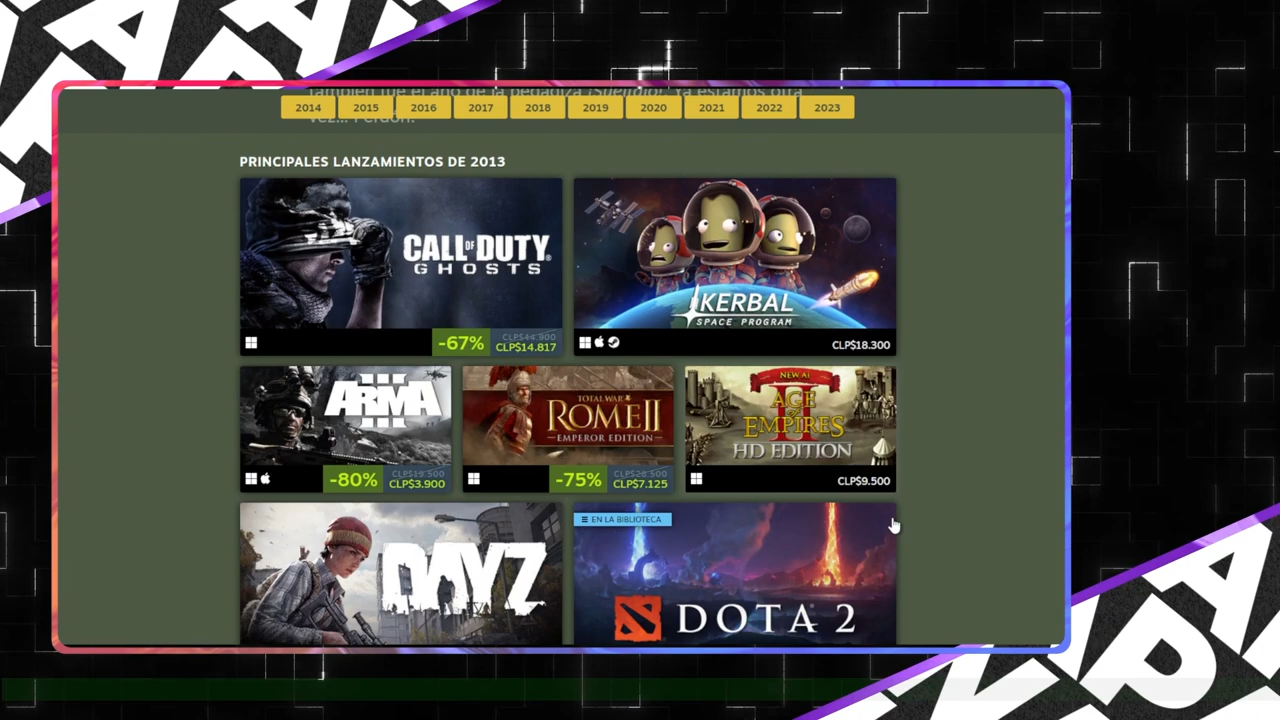 2014 2015 2016 2017 2018 2019 2020 2021 2022 2023
PRINCIPALES LANZAMIENTOS DE 2013
CALL OF DUTY®
GHOSTS
KERBAL
SPACE PROGRAM
-67%
CLP$44.900
CLP$14.817
CLP$18.300
ARMA
III
TOTAL WAR
ROME II
EMPEROR EDITION
NEW A!
AGE
of
EMPIRES
II
HD EDITION
-80%
CLP$19.500
CLP$3.900
-75%
CLP$28.500
CLP$7.125
CLP$9.500
DAYZ
EN LA BIBLIOTECA
DOTA 2